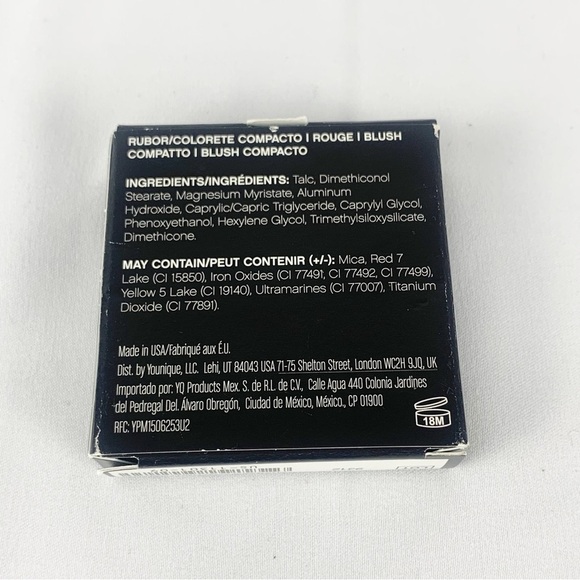 RUBOR/COLORETE COMPACTO | ROUGE | BLUSH
COMPATTO | BLUSH COMPACTO
INGREDIENTS/INGRÉDIENTS: Talc, Dimethiconol
Stearate, Magnesium Myristate, Aluminum
Hydroxide, Caprylic/Capric Triglyceride, Caprylyl Glycol,
Phenoxyethanol, Hexylene Glycol, Trimethylsiloxysilicate,
Dimethicone.
MAY CONTAIN/PEUT CONTENIR (+/-): Mica, Red 7
Lake (CI 15850), Iron Oxides (CI 77491, CI 77492, CI 77499),
Yellow 5 Lake (CI 19140), Ultramarines (CI 77007), Titanium
Dioxide (CI 77891).
Made in USA/Fabriqué aux É.U.
Dist. by Younique, LLC. Lehi, UT 84043 USA 71-75 Shelton Street, London WC2H 9JQ, UK
Importado por: YQ Products Mex. S. de R.L. de C.V., Calle Agua 440 Colonia Jardines
del Pedregal Del. Álvaro Obregón, Ciudad de México, México, CP 01900
RFC: YPM1506253U2
18M